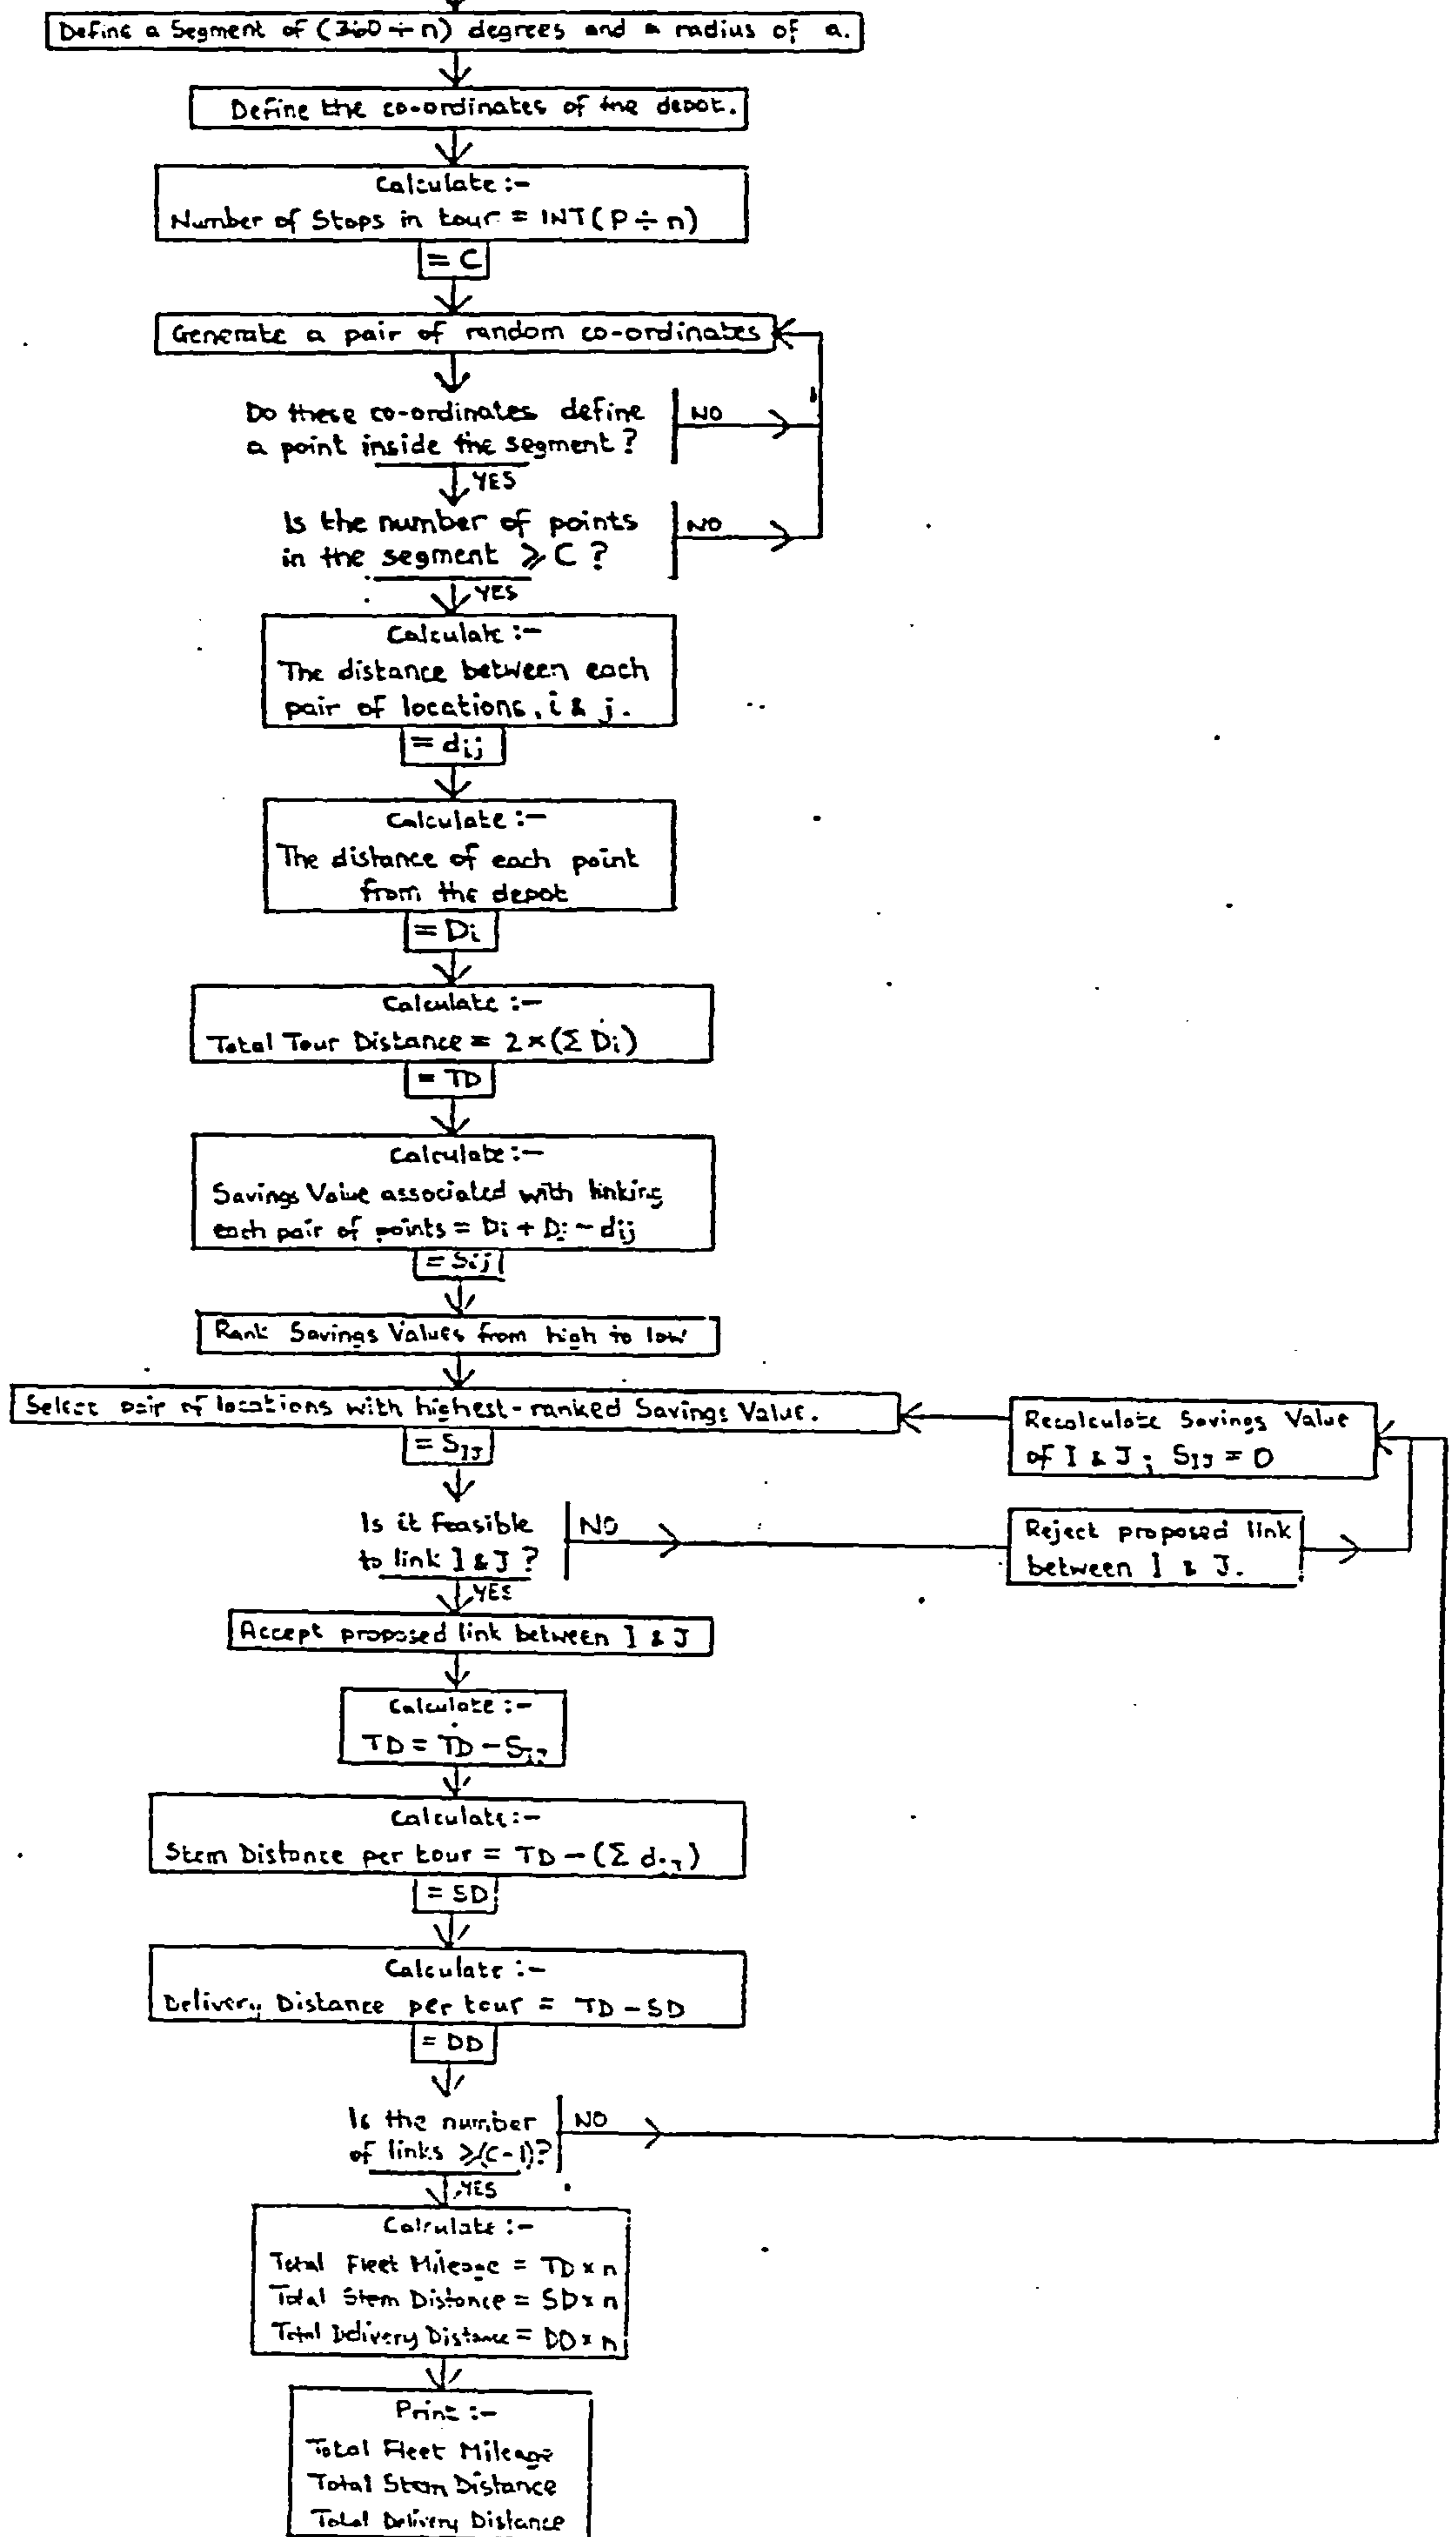 Define a Segment of (360 ÷ n) degrees and a radius of a.
Define the co-ordinates of the depot.
Calculate :-
Number of Stops in tour = INT(P ÷ n)
= C
Generate a pair of random co-ordinates
Do these co-ordinates define
a point inside the segment?
NO
YES
Is the number of points
in the segment ≥ C ?
NO
YES
Calculate :-
The distance between each
pair of locations, i & j.
= dij
Calculate :-
The distance of each point
from the depot
= Di
Calculate :-
Total Tour Distance = 2 × (Σ Di)
= TD
Calculate :-
Savings Value associated with linking
each pair of points = Di + Dj - dij
= Sij
Rank Savings Values from high to low
Select pair of locations with highest-ranked Savings Value.
= SIJ
Recalculate Savings Value
of I & J ; SIJ = 0
Is it feasible
to link I & J ?
NO
Reject proposed link
between I & J.
YES
Accept proposed link between I & J
Calculate :-
TD = TD - SIJ
Calculate :-
Stem Distance per tour = TD - (Σ dIJ)
= SD
Calculate :-
Delivery Distance per tour = TD - SD
= DD
Is the number
of links ≥(C-1)?
NO
YES
Calculate :-
Total Fleet Mileage = TD × n
Total Stem Distance = SD × n
Total Delivery Distance = DD × n
Print :-
Total Fleet Mileage
Total Stem Distance
Total Delivery Distance